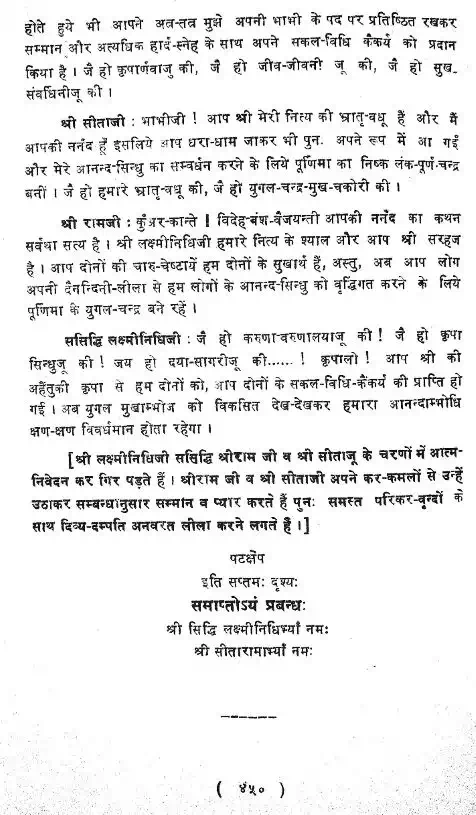 होते हुये भी आपने अत्र-तत्र मुझे अपनी भाभी के पद पर प्रतिष्ठित रखकर
सम्मान और अत्यधिक हार्द-स्नेह के साथ अपने सकल-विधि कैंकर्य को प्रदान
किया है । जै हो कृपार्णवाजू की, जै हो जीव-जीवनी जू की, जै हो सुख-
संवर्धिनीजू की ।
श्री सीताजी : भाभीजी ! आप श्री मेरी नित्य की भ्रातृ-वधू हैं और मैं
आपकी ननँद हूँ इसलिये आप धरा-धाम जाकर भी पुनः अपने रूप में आ गईं
और मेरे आनन्द-सिन्धु का सम्वर्धन करने के लिये पूर्णिमा का निष्कलंक-पूर्ण-चन्द्र
बनीं । जै हो हमारे भ्रातृ-वधू की, जै हो युगल-चन्द्र-मुख-चकोरी की ।
श्री रामजी : कुँअर-कान्ते ! विदेह-वंश-वैजयन्ती आपकी ननँद का कथन
सर्वथा सत्य है । श्री लक्ष्मीनिधिजी हमारे नित्य के श्याल और आप श्री सरहज
हैं । आप दोनों की चारु-चेष्टायें हम दोनों के सुखार्थ हैं, अस्तु, अब आप लोग
अपनी दैनन्दिनी-लीला से हम लोगों के आनन्द-सिन्धु को वृद्धिंगत करने के लिये
पूर्णिमा के युगल-चन्द्र बने रहें ।
ससिद्धि लक्ष्मीनिधिजी : जै हो करुणा-वरुणालयाजू की ! जै हो कृपा
सिन्धुजू की ! जय हो दया-सागरीजू की......! कृपालो ! आप श्री की
अहैतुकी कृपा से हम दोनों को, आप दोनों के सकल-विधि-कैंकर्य की प्राप्ति हो
गई । अब युगल मुखाम्भोज को विकसित देख-देखकर हमारा आनन्दाम्भोधि
क्षण-क्षण विवर्धमान होता रहेगा ।
[श्री लक्ष्मीनिधिजी ससिद्धि श्रीराम जी व श्री सीताजू के चरणों में आत्म-
निवेदन कर गिर पड़ते हैं । श्रीराम जी व श्री सीताजी अपने कर-कमलों से उन्हें
उठाकर सम्बन्धानुसार सम्मान व प्यार करते हैं पुनः समस्त परिकर-वृन्दों के
साथ दिव्य-दम्पति अनवरत लीला करने लगते हैं ।]
पटाक्षेप
इति सप्तमः दृश्यः
समाप्तोऽयं प्रबन्धः
श्री सिद्धि लक्ष्मीनिधिर्भ्यां नमः
श्री सीतारामाभ्यां नमः
( ४५० )